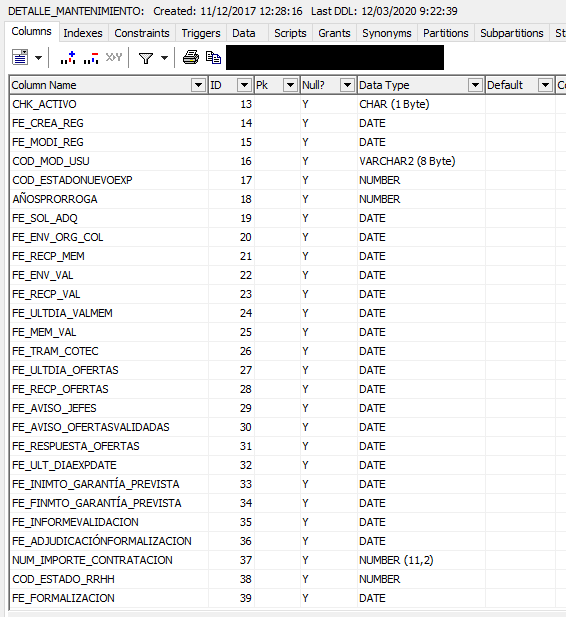 DETALLE_MANTENIMIENTO: Created: 11/12/2017 12:28:16 Last DDL: 12/03/2020 9:22:39
Columns Indexes Constraints Triggers Data Scripts Grants Synonyms Partitions Subpartitions St
Column Name ID Pk Null? Data Type Default Co
CHK_ACTIVO 13 Y CHAR (1 Byte)
FE_CREA_REG 14 Y DATE
FE_MODI_REG 15 Y DATE
COD_MOD_USU 16 Y VARCHAR2 (8 Byte)
COD_ESTADONUEVOEXP 17 Y NUMBER
AÑOSPRORROGA 18 Y NUMBER
FE_SOL_ADQ 19 Y DATE
FE_ENV_ORG_COL 20 Y DATE
FE_RECP_MEM 21 Y DATE
FE_ENV_VAL 22 Y DATE
FE_RECP_VAL 23 Y DATE
FE_ULTDIA_VALMEM 24 Y DATE
FE_MEM_VAL 25 Y DATE
FE_TRAM_COTEC 26 Y DATE
FE_ULTDIA_OFERTAS 27 Y DATE
FE_RECP_OFERTAS 28 Y DATE
FE_AVISO_JEFES 29 Y DATE
FE_AVISO_OFERTASVALIDADAS 30 Y DATE
FE_RESPUESTA_OFERTAS 31 Y DATE
FE_ULT_DIAEXPDATE 32 Y DATE
FE_INIMTO_GARANTÍA_PREVISTA 33 Y DATE
FE_FINMTO_GARANTÍA_PREVISTA 34 Y DATE
FE_INFORMEVALIDACION 35 Y DATE
FE_ADJUDICACIÓNFORMALIZACION 36 Y DATE
NUM_IMPORTE_CONTRATACION 37 Y NUMBER (11,2)
COD_ESTADO_RRHH 38 Y NUMBER
FE_FORMALIZACION 39 Y DATE